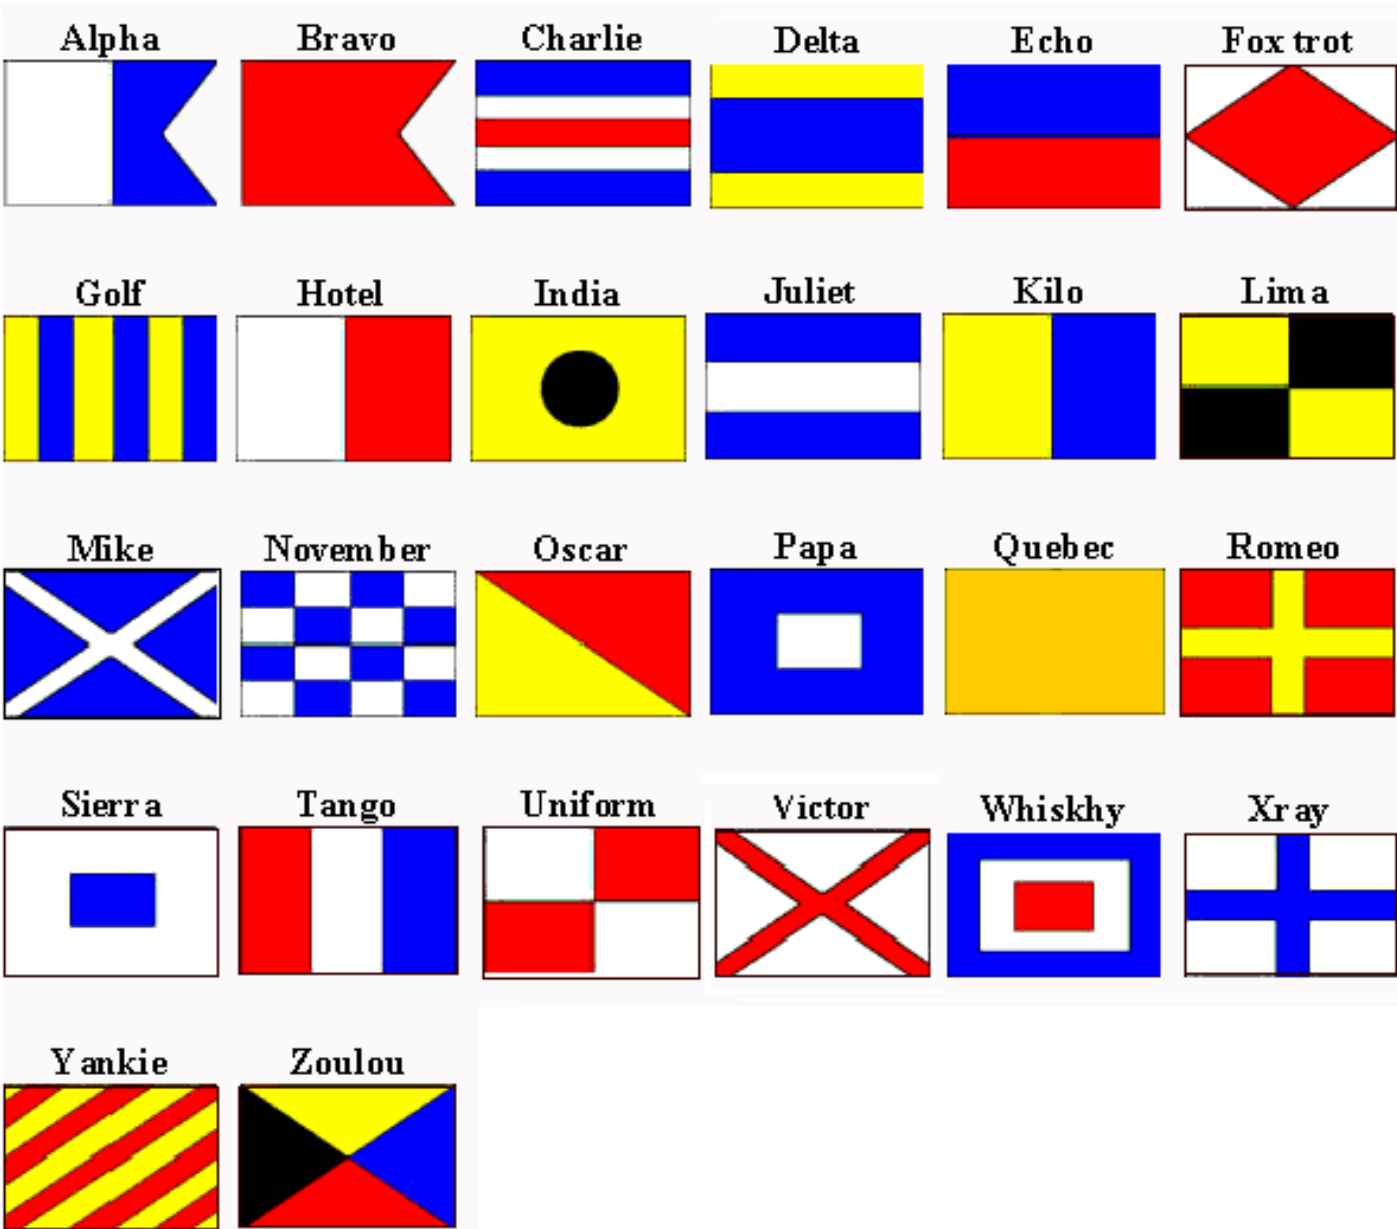 Alpha Bravo Charlie Delta Echo Fox trot
Golf Hotel India Juliet Kilo Lima
Mike November Oscar Papa Quebec Romeo
Sierra Tango Uniform Victor Whiskhy Xray
Yankie Zoulou